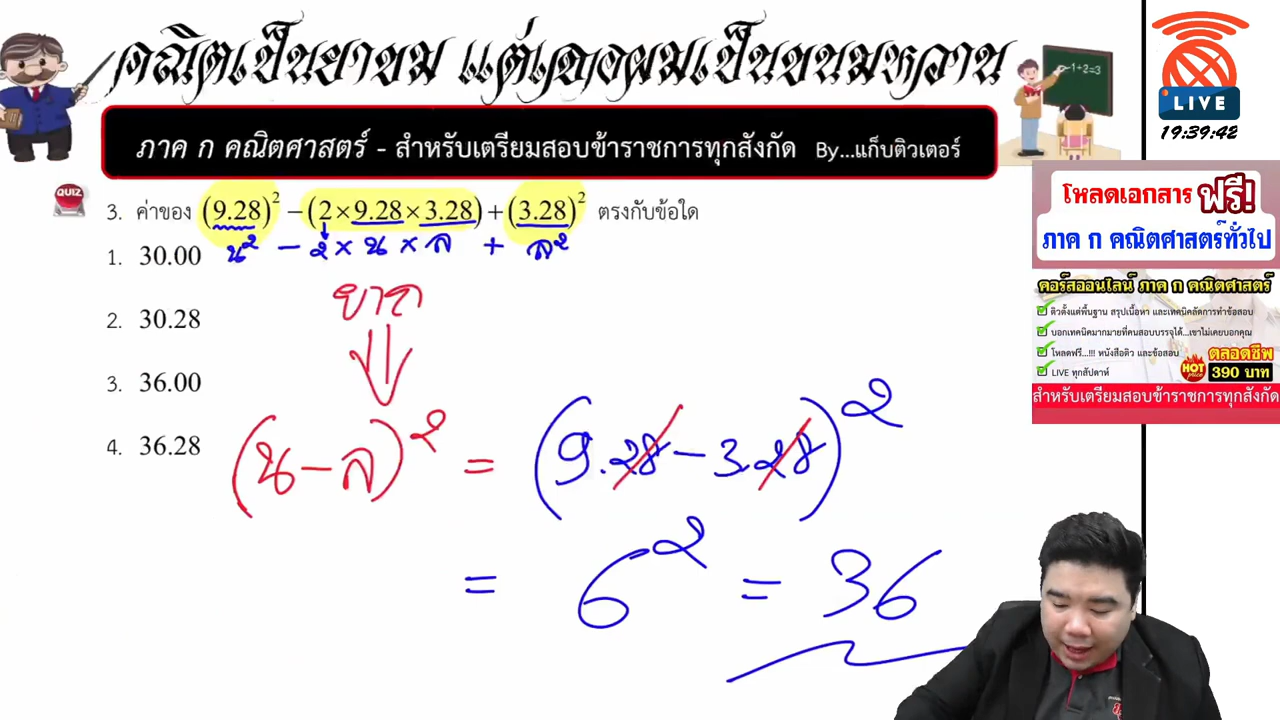 คณิตเป็นยาขม แต่เจอผมเป็นขนมหวาน
1+2=3
LIVE
19:39:42
ภาค ก คณิตศาสตร์ - สำหรับเตรียมสอบข้าราชการทุกสังกัด By...แก็บติวเตอร์
QUIZ
3. ค่าของ (9.28)² − (2×9.28×3.28) + (3.28)² ตรงกับข้อใด
น² − 2 × น × ล + ล²
1. 30.00
2. 30.28
3. 36.00
4. 36.28
(น − ล)² = (9.28 − 3.28)²
= 6² = 36
โหลดเอกสาร ฟรี!
ภาค ก คณิตศาสตร์ทั่วไป
คอร์สออนไลน์ ภาค ก คณิตศาสตร์
ติวตั้งแต่พื้นฐาน สรุปเนื้อหา และเทคนิคลัดการทำข้อสอบ
บอกเทคนิคมากมายที่คนสอบบรรจุได้...เขาไม่เคยบอกคุณ
โหลดฟรี...!!! หนังสือติว และข้อสอบ
LIVE ทุกสัปดาห์
HOT price
ตลอดชีพ
390 บาท
สำหรับเตรียมสอบข้าราชการทุกสังกัด